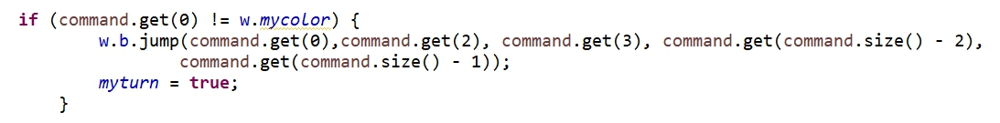 if (command.get(0) != w.mycolor) {
w.b.jump(command.get(0),command.get(2), command.get(3), command.get(command.size() - 2),
command.get(command.size() - 1));
myturn = true;
}